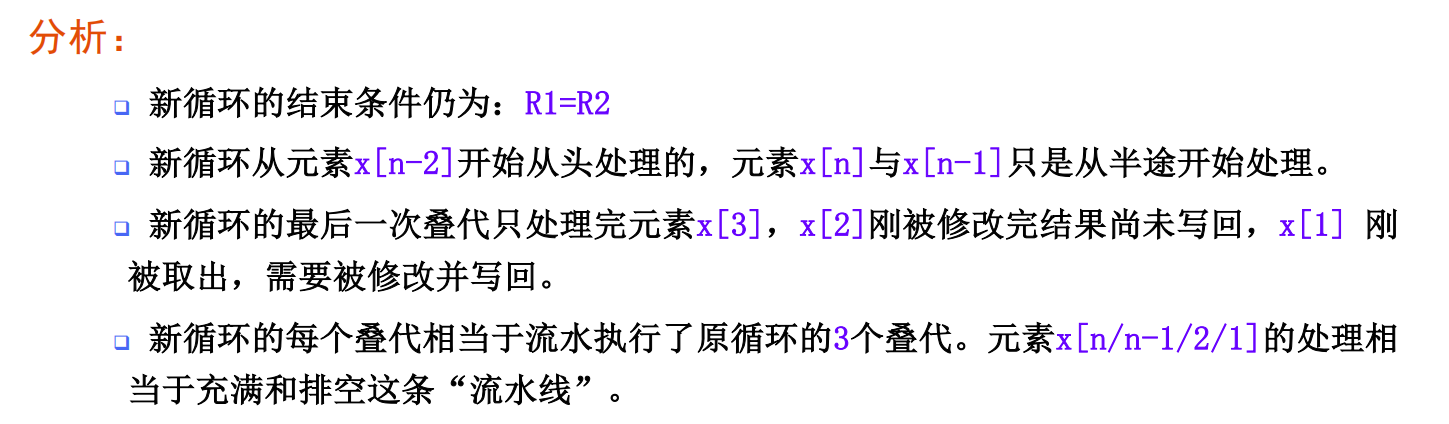 分析：
新循环的结束条件仍为：R1=R2
新循环从元素x[n-2]开始从头处理的，元素x[n]与x[n-1]只是从半途开始处理。
新循环的最后一次叠代只处理完元素x[3]，x[2]刚被修改完结果尚未写回，x[1] 刚
被取出，需要被修改并写回。
新循环的每个叠代相当于流水执行了原循环的3个叠代。元素x[n/n-1/2/1]的处理相
当于充满和排空这条“流水线”。